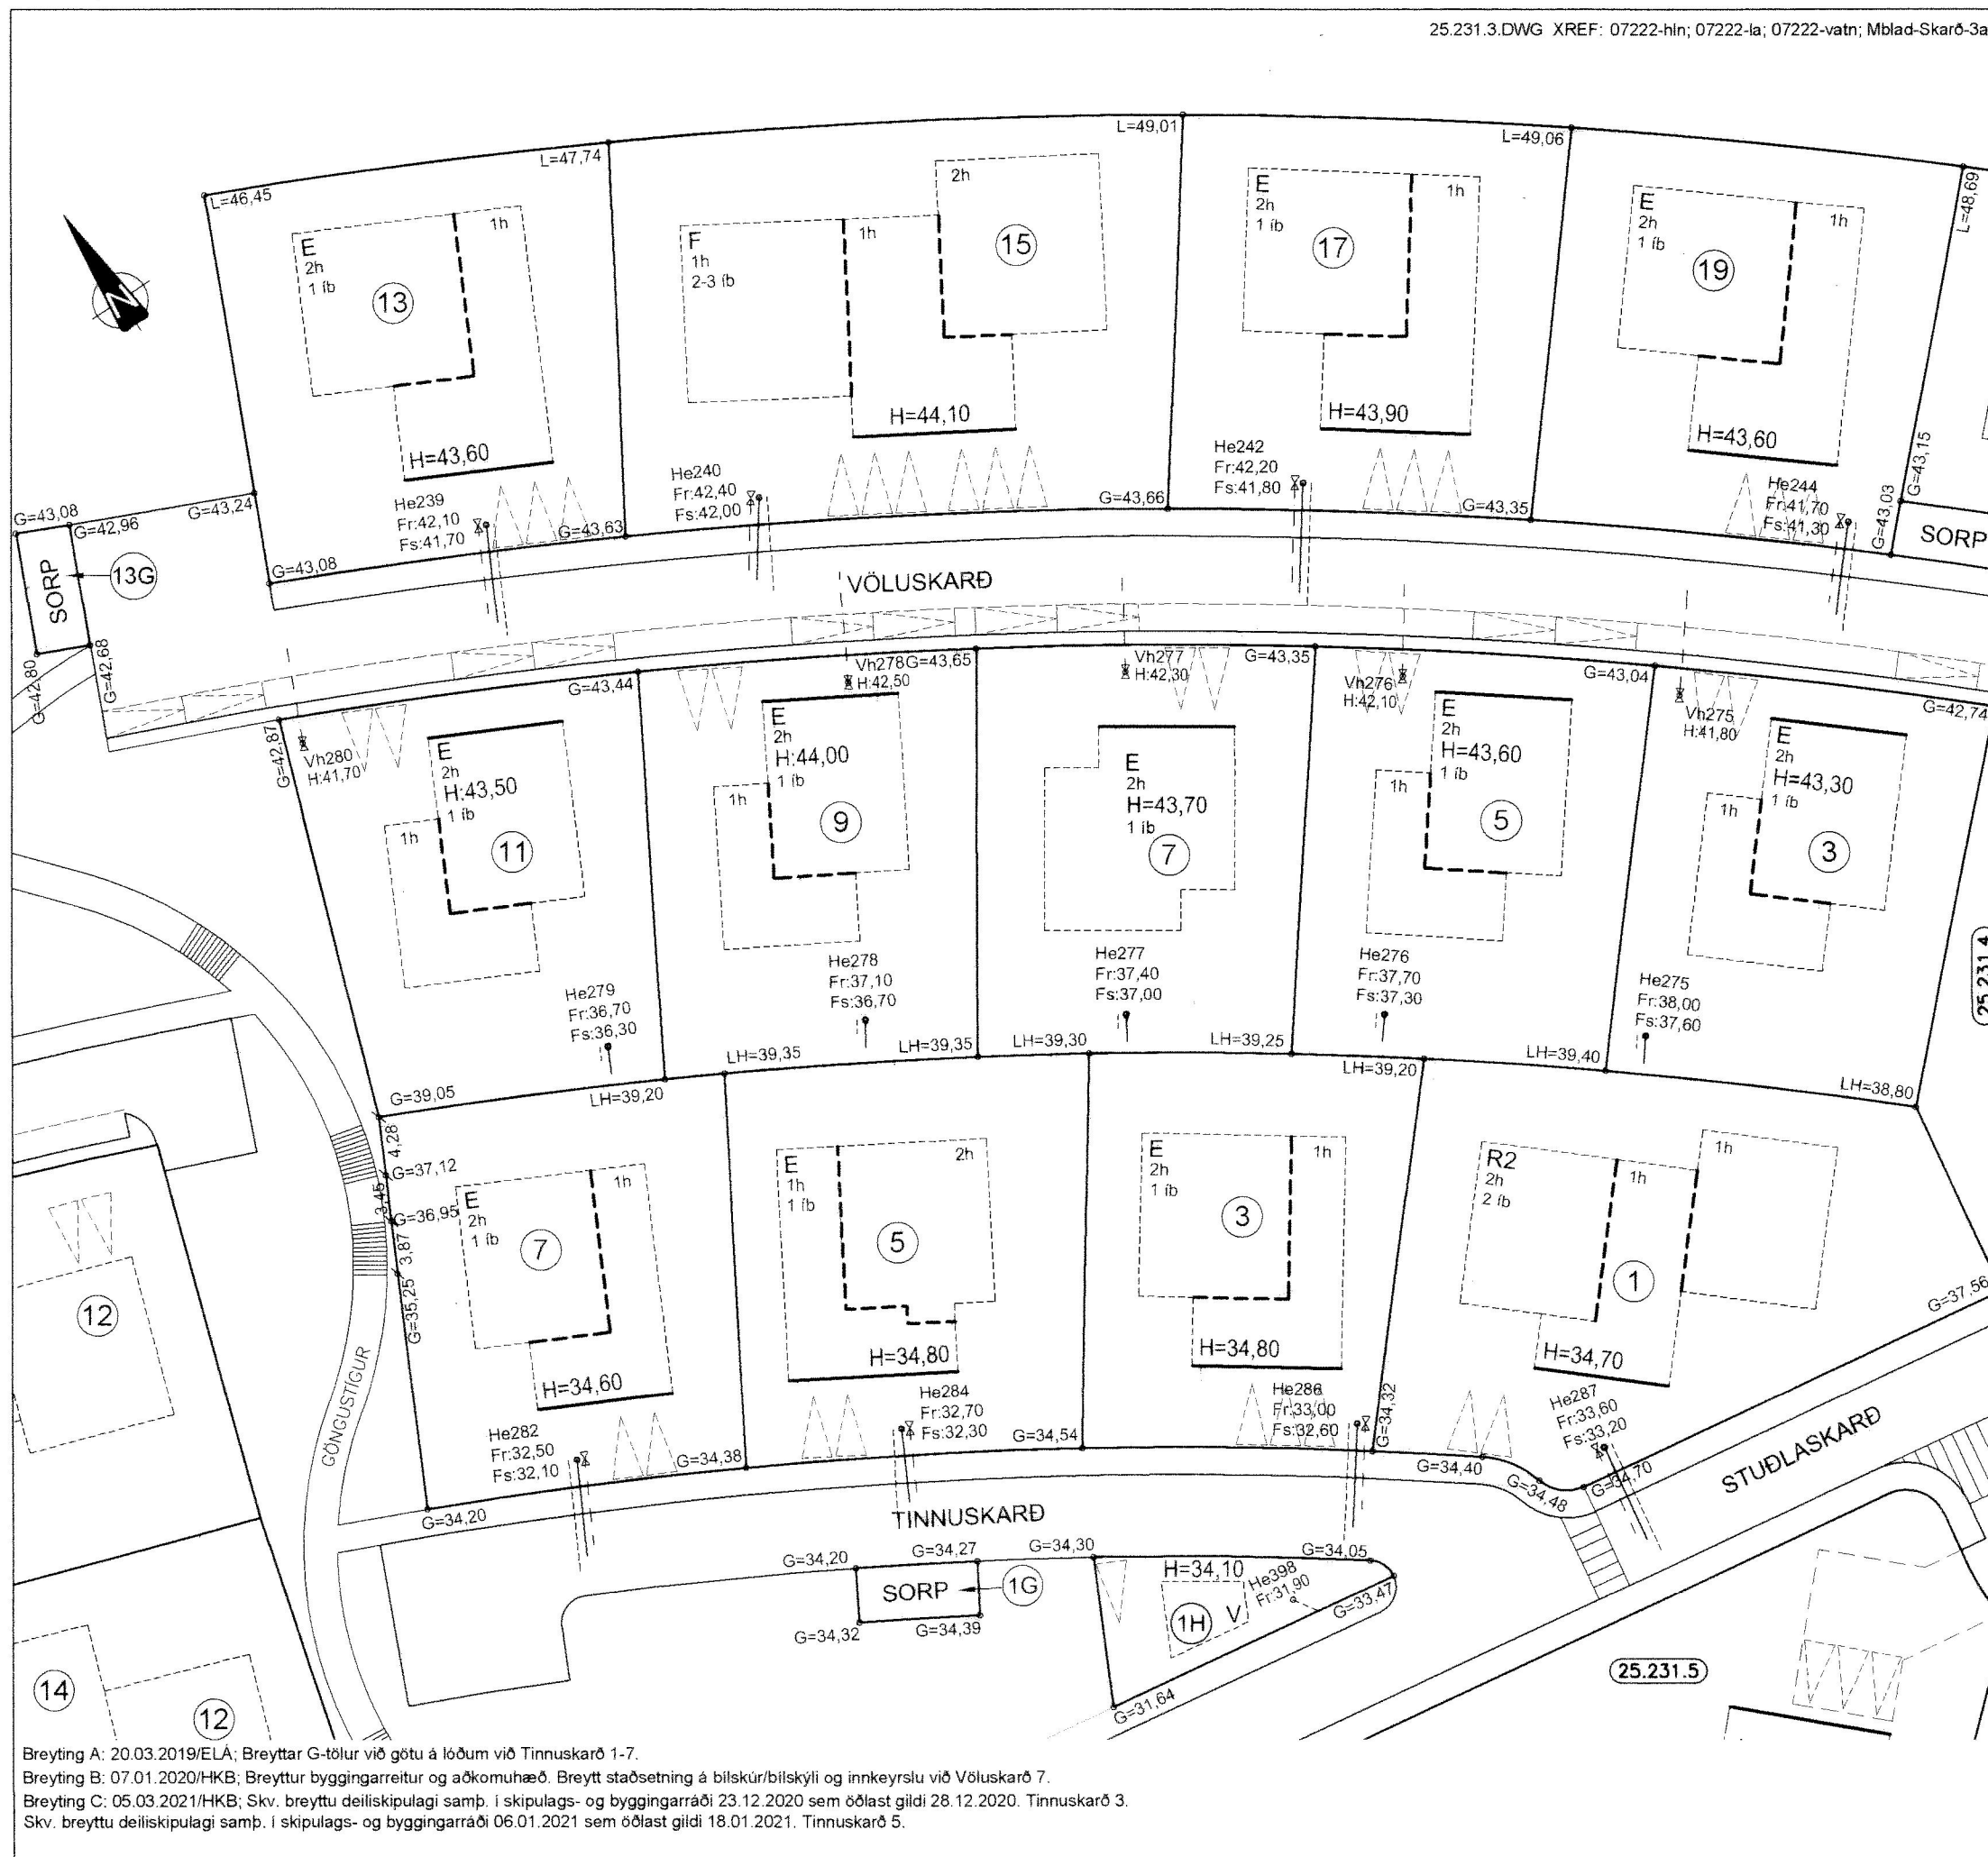 25.231.3.DWG XREF: 07222-hln; 07222-la; 07222-vatn; Mblad-Skarð-3a
L=46,45
L=47,74
L=49,01
L=49,06
L=48,69
E
2h
1 íb
1h
13
H=43,60
F
1h
2-3 íb
1h
2h
15
H=44,10
E
2h
1 íb
1h
17
H=43,90
E
2h
1 íb
1h
19
H=43,60
N
He239
Fr:42,10
Fs:41,70
He240
Fr:42,40
Fs:42,00
He242
Fr:42,20
Fs:41,80
He244
Fr:41,70
Fs:41,30
G=43,08
G=42,96
G=43,24
G=43,08
G=43,63
G=43,66
G=43,35
G=43,03
G=43,15
SORP
SORP
13G
G=42,80
G=42,68
VÖLUSKARÐ
G=42,87
G=43,44
G=43,65
G=43,35
G=43,04
G=42,74
Vh280
H:41,70
Vh278
H:42,50
Vh277
H:42,30
Vh276
H:42,10
Vh275
H:41,80
E
2h
H:43,50
1 íb
1h
11
E
2h
H:44,00
1 íb
1h
9
E
2h
H=43,70
1 íb
7
E
2h
H=43,60
1 íb
1h
5
E
2h
H=43,30
1 íb
1h
3
25.231.4
He279
Fr:36,70
Fs:36,30
He278
Fr:37,10
Fs:36,70
He277
Fr:37,40
Fs:37,00
He276
Fr:37,70
Fs:37,30
He275
Fr:38,00
Fs:37,60
G=39,05
LH=39,20
LH=39,35
LH=39,35
LH=39,30
LH=39,25
LH=39,20
LH=39,40
LH=38,80
4,28
G=37,12
3,45
G=36,95
3,87
G=35,25
E
2h
1 íb
1h
7
H=34,60
E
1h
1 íb
2h
5
H=34,80
E
2h
1 íb
1h
3
H=34,80
R2
2h
2 íb
1h
1h
1
H=34,70
G=37,56
12
GÖNGUSTÍGUR
He282
Fr:32,50
Fs:32,10
He284
Fr:32,70
Fs:32,30
He286
Fr:33,00
Fs:32,60
He287
Fr:33,60
Fs:33,20
G=34,20
G=34,38
G=34,54
G=34,32
G=34,40
G=34,48
G=34,70
STUÐLASKARÐ
TINNUSKARÐ
G=34,20
G=34,27
G=34,30
G=34,05
SORP
1G
G=34,32
G=34,39
H=34,10
1H
V
He398
Fr:31,90
G=33,47
G=31,64
25.231.5
14
12
Breyting A: 20.03.2019/ELÁ; Breyttar G-tölur við götu á lóðum við Tinnuskarð 1-7.
Breyting B: 07.01.2020/HKB; Breyttur byggingarreitur og aðkomuhæð. Breytt staðsetning á bílskúr/bílskýli og innkeyrslu við Völuskarð 7.
Breyting C: 05.03.2021/HKB; Skv. breyttu deiliskipulagi samþ. í skipulags- og byggingarráði 23.12.2020 sem öðlast gildi 28.12.2020. Tinnuskarð 3.
Skv. breyttu deiliskipulagi samþ. í skipulags- og byggingarráði 06.01.2021 sem öðlast gildi 18.01.2021. Tinnuskarð 5.